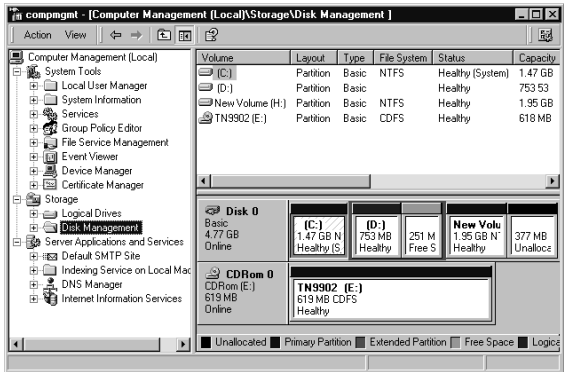 compmgmt - [Computer Management (Local)\Storage\Disk Management ]
Action View
Computer Management (Local)
System Tools
Local User Manager
System Information
Services
Group Policy Editor
File Service Management
Event Viewer
Device Manager
Certificate Manager
Storage
Logical Drives
Disk Management
Server Applications and Services
Default SMTP Site
Indexing Service on Local Mac
DNS Manager
Internet Information Services
Volume Layout Type File System Status Capacity
(C:) Partition Basic NTFS Healthy (System) 1.47 GB
(D:) Partition Basic Healthy 753 53
New Volume (H:) Partition Basic NTFS Healthy 1.95 GB
TN9902 (E:) Partition Basic CDFS Healthy 618 MB
Disk 0
Basic
4.77 GB
Online
(C:)
1.47 GB N
Healthy (S
(D:)
753 MB
Healthy
251 M
Free S
New Volu
1.95 GB N
Healthy
377 MB
Unalloca
CDRom 0
CDRom (E:)
619 MB
Online
TN9902 (E:)
619 MB CDFS
Healthy
Unallocated Primary Partition Extended Partition Free Space Logica